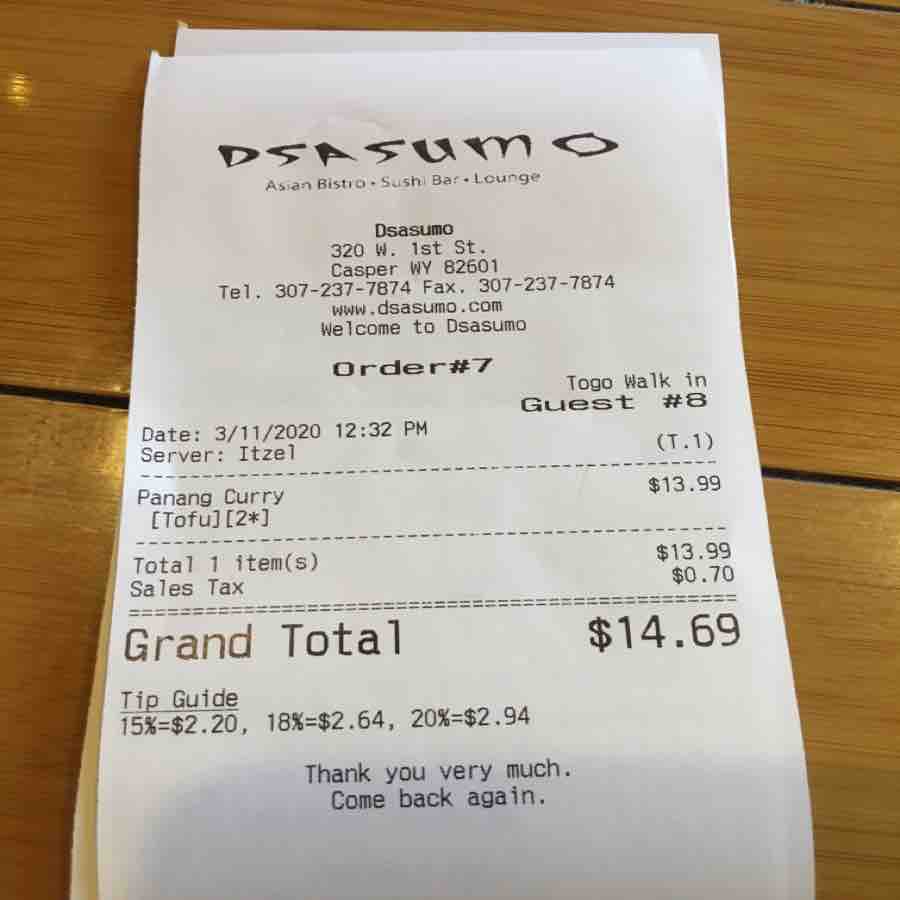 DSASUMO
Asian Bistro • Sushi Bar • Lounge
Dsasumo
320 W. 1st St.
Casper WY 82601
Tel. 307-237-7874 Fax. 307-237-7874
www.dsasumo.com
Welcome to Dsasumo
Order#7
Togo Walk in
Guest #8
Date: 3/11/2020 12:32 PM
Server: Itzel (T.1)
Panang Curry $13.99
[Tofu][2*]
Total 1 item(s) $13.99
Sales Tax $0.70
Grand Total $14.69
Tip Guide
15%=$2.20, 18%=$2.64, 20%=$2.94
Thank you very much.
Come back again.